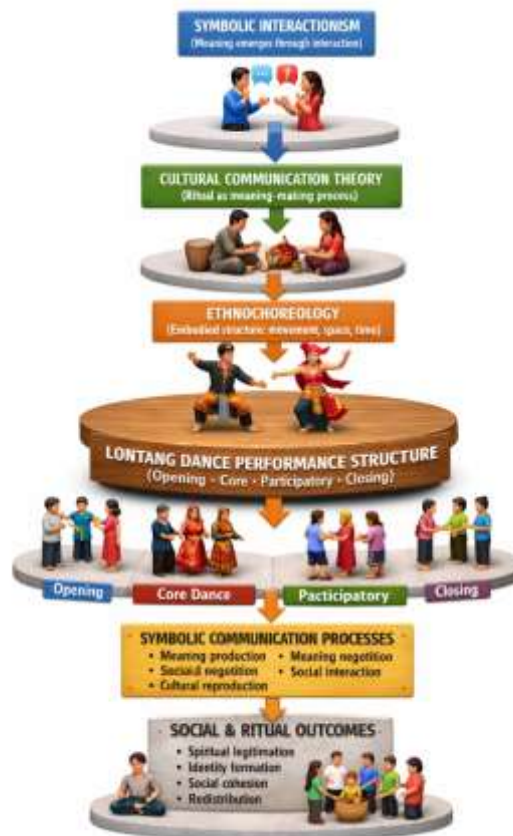 SYMBOLIC INTERACTIONISM
(Meaning emerges through interaction)
CULTURAL COMMUNICATION THEORY
(Ritual as meaning-making process)
ETHNOCHOREOLOGY
(Embodied structure: movement, space, time)
LONTANG DANCE PERFORMANCE STRUCTURE
(Opening • Core • Participatory • Closing)
Opening
Core Dance
Pacticipatory
Closing
SYMBOLIC COMMUNICATION PROCESSES
• Meaning production
• Meaning negotition
• negotition
• Social interaction
• Cultural reproduction
SOCIAL & RITUAL OUTCOMES
• Spiritual legitimation
• Identity formation
• Social cohesion
• Redistribution